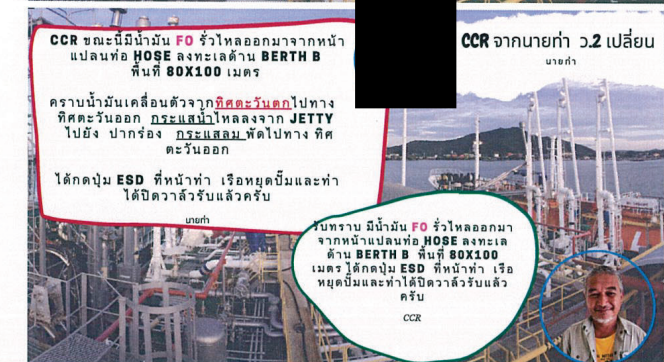 CCR ขณะนี้มีน้ำมัน FO รั่วไหลออกมาจากหน้า
แปลนท่อ HOSE ลงทะเลด้าน BERTH B
พื้นที่ 80X100 เมตร
คราบน้ำมันเคลื่อนตัวจากทิศตะวันตกไปทาง
ทิศตะวันออก กระแสน้ำไหลลงจาก JETTY
ไปยัง ปากร่อง กระแสลม พัดไปทาง ทิศ
ตะวันออก
ได้กดปุ่ม ESD ที่หน้าท่า เรือหยุดปั๊มและทำ
ได้ปิดวาล์วรับแล้วครับ
นายท่า
CCR จากนายท่า ว.2 เปลี่ยน
นายท่า
รับทราบ มีน้ำมัน FO รั่วไหลออกมา
จากหน้าแปลนท่อ HOSE ลงทะเล
ด้าน BERTH B พื้นที่ 80X100
เมตร ได้กดปุ่ม ESD ที่หน้าท่า เรือ
หยุดปั๊มและทำได้ปิดวาล์วรับแล้ว
ครับ
CCR